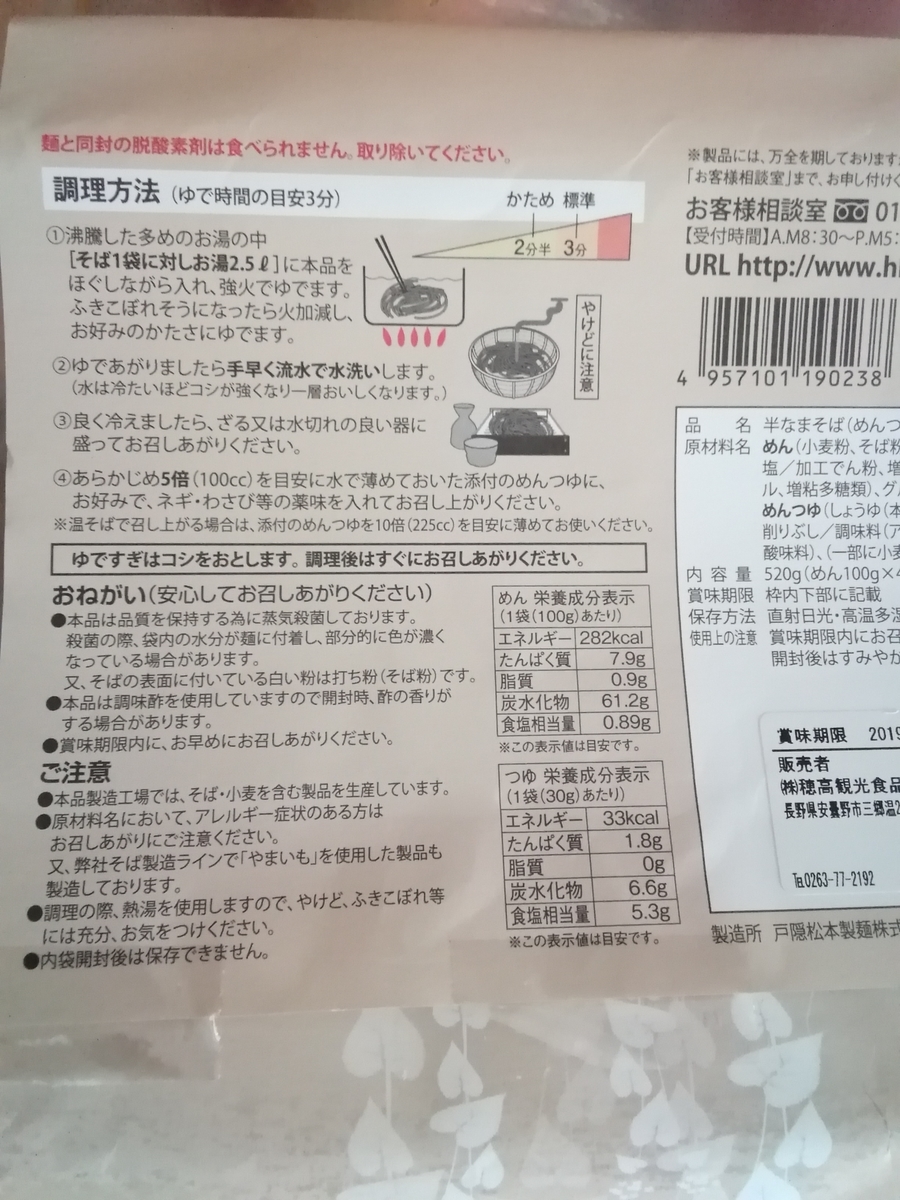 麺と同封の脱酸素剤は食べられません。取り除いてください。
調理方法（ゆで時間の目安3分）
かため 標準
2分半 3分
①沸騰した多めのお湯の中
[そば1袋に対しお湯2.5ℓ]に本品を
ほぐしながら入れ、強火でゆでます。
ふきこぼれそうになったら火加減し、
お好みのかたさにゆでます。
やけどに注意
②ゆであがりましたら手早く流水で水洗いします。
（水は冷たいほどコシが強くなり一層おいしくなります。）
③良く冷えましたら、ざる又は水切れの良い器に
盛ってお召しあがりください。
④あらかじめ5倍（100cc）を目安に水で薄めておいた添付のめんつゆに、
お好みで、ネギ・わさび等の薬味を入れてお召し上がりください。
※温そばで召し上がる場合は、添付のめんつゆを10倍（225cc）を目安に薄めてお使いください。
ゆですぎはコシをおとします。調理後はすぐにお召しあがりください。
おねがい（安心してお召しあがりください）
●本品は品質を保持する為に蒸気殺菌しております。
殺菌の際、袋内の水分が麺に付着し、部分的に色が濃く
なっている場合があります。
又、そばの表面に付いている白い粉は打ち粉（そば粉）です。
●本品は調味酢を使用していますので開封時、酢の香りが
する場合があります。
●賞味期限内に、お早めにお召しあがりください。
ご注意
●本品製造工場では、そば・小麦を含む製品を生産しています。
●原材料名において、アレルギー症状のある方は
お召しあがりにご注意ください。
又、弊社そば製造ラインで「やまいも」を使用した製品も
製造しております。
●調理の際、熱湯を使用しますので、やけど、ふきこぼれ等
には充分、お気をつけください。
●内袋開封後は保存できません。
めん 栄養成分表示
（1袋（100g）あたり）
エネルギー 282kcal
たんぱく質 7.9g
脂質 0.9g
炭水化物 61.2g
食塩相当量 0.89g
※この表示値は目安です。
つゆ 栄養成分表示
（1袋（30g）あたり）
エネルギー 33kcal
たんぱく質 1.8g
脂質 0g
炭水化物 6.6g
食塩相当量 5.3g
※この表示値は目安です。
※製品には、万全を期しております
「お客様相談室」まで、お申し付けく
お客様相談室 01
【受付時間】A.M8：30～P.M5：
URL http://www.h
4 957101 190238
品 名 半なまそば（めんつ
原材料名 めん（小麦粉、そば粉
塩／加工でん粉、増
ル、増粘多糖類）、グ
めんつゆ（しょうゆ（本
削りぶし／調味料（ア
酸味料）、（一部に小麦
内 容 量 520g（めん100g×4
賞味期限 枠内下部に記載
保存方法 直射日光・高温多湿
使用上の注意 賞味期限内にお召
開封後はすみやか
賞味期限 2019
販売者
㈱穂高観光食品
長野県安曇野市三郷温2
℡0263-77-2192
製造所 戸隠松本製麺株式